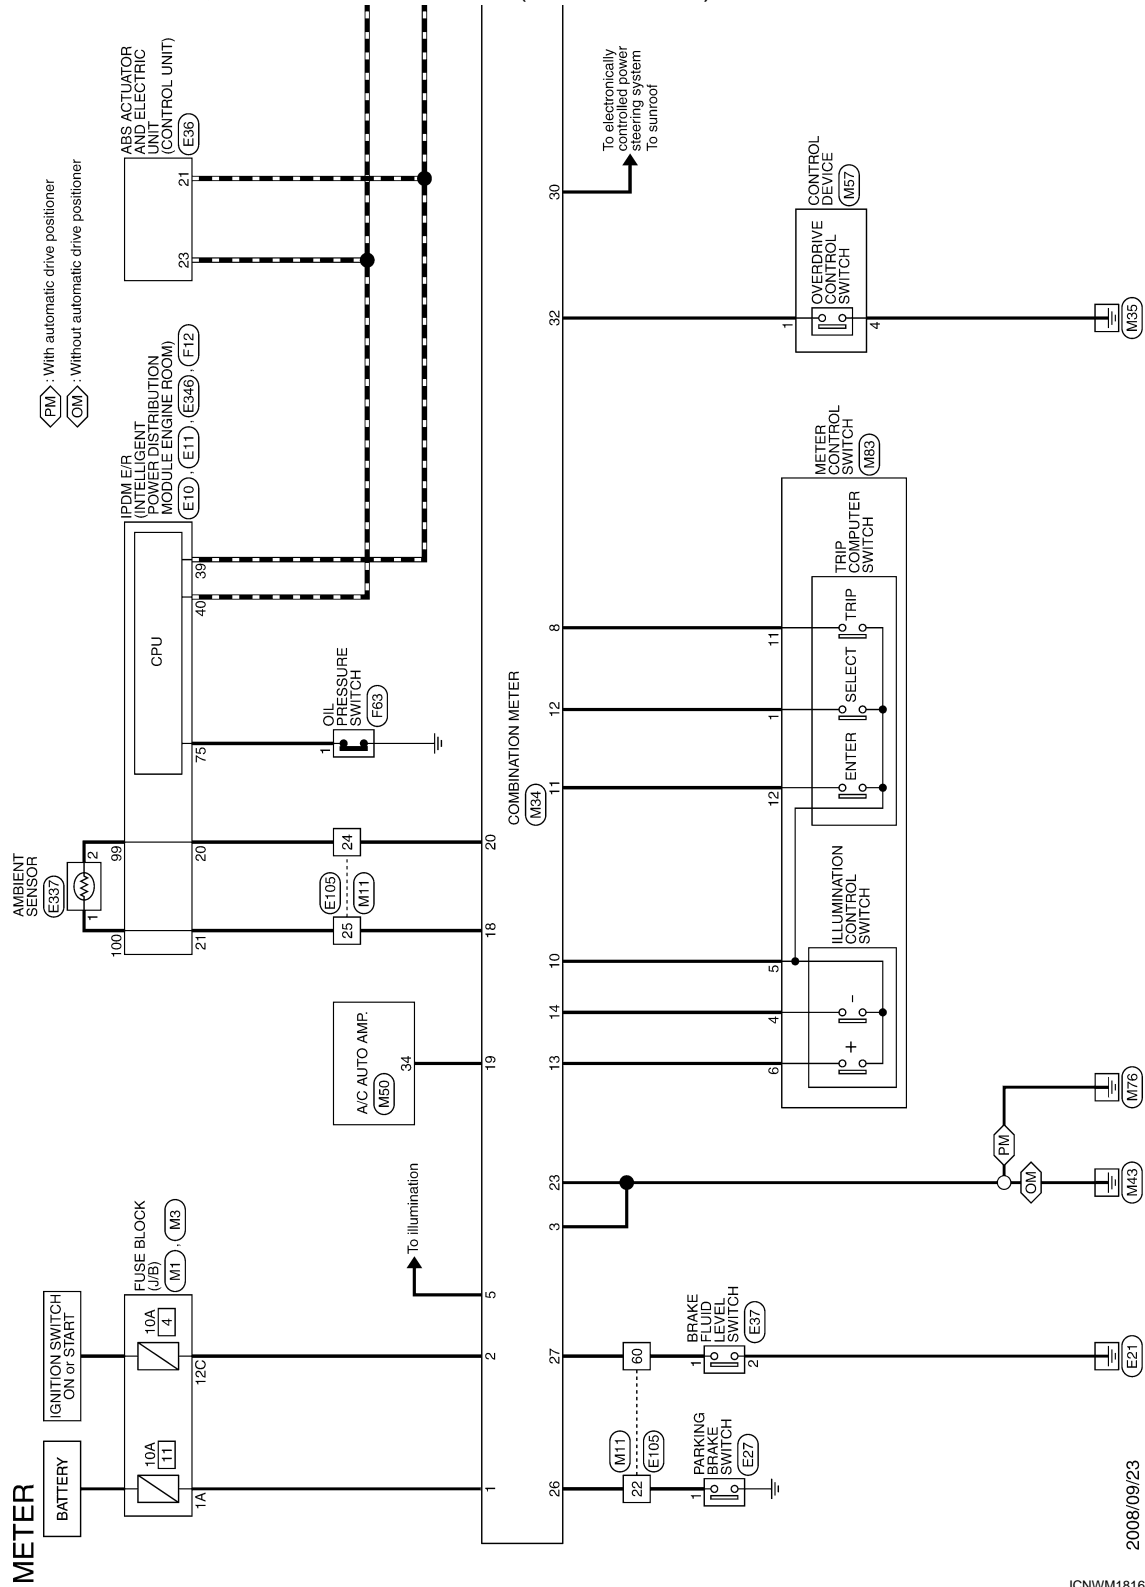 METER
BATTERY
IGNITION SWITCH
ON or START
10A
11
10A
4
FUSE BLOCK
(J/B)
M1 , M3
1A
12C
To illumination
A/C AUTO AMP.
M50
34
AMBIENT
SENSOR
E337
1
2
100
99
21
20
E105
M11
25
24
CPU
IPDM E/R
(INTELLIGENT
POWER DISTRIBUTION
MODULE ENGINE ROOM)
E10 , E11 , E346 , F12
75
40
39
1
OIL
PRESSURE
SWITCH
F63
PM : With automatic drive positioner
OM : Without automatic drive positioner
ABS ACTUATOR
AND ELECTRIC
UNIT
(CONTROL UNIT)
E36
23
21
1
2
5
19
18
20
COMBINATION METER
M34
26
27
3
23
13
14
10
11
12
8
32
30
To electronically
controlled power
steering system
To sunroof
M11
E105
22
60
1
PARKING
BRAKE
SWITCH
E27
1
2
BRAKE
FLUID
LEVEL
SWITCH
E37
6
4
5
12
1
11
+
-
ILLUMINATION
CONTROL
SWITCH
ENTER
SELECT
TRIP
TRIP
COMPUTER
SWITCH
METER
CONTROL
SWITCH
M83
1
4
OVERDRIVE
CONTROL
SWITCH
CONTROL
DEVICE
M57
PM
OM
E21
M43
M76
M35
2008/09/23
JCNWM1816